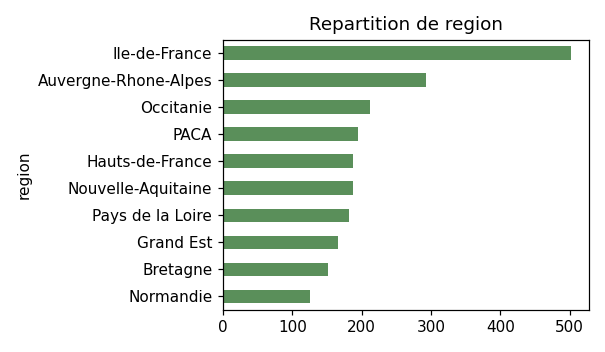 Repartition de region
Ile-de-France
Auvergne-Rhone-Alpes
Occitanie
PACA
Hauts-de-France
Nouvelle-Aquitaine
Pays de la Loire
Grand Est
Bretagne
Normandie
region
0 100 200 300 400 500